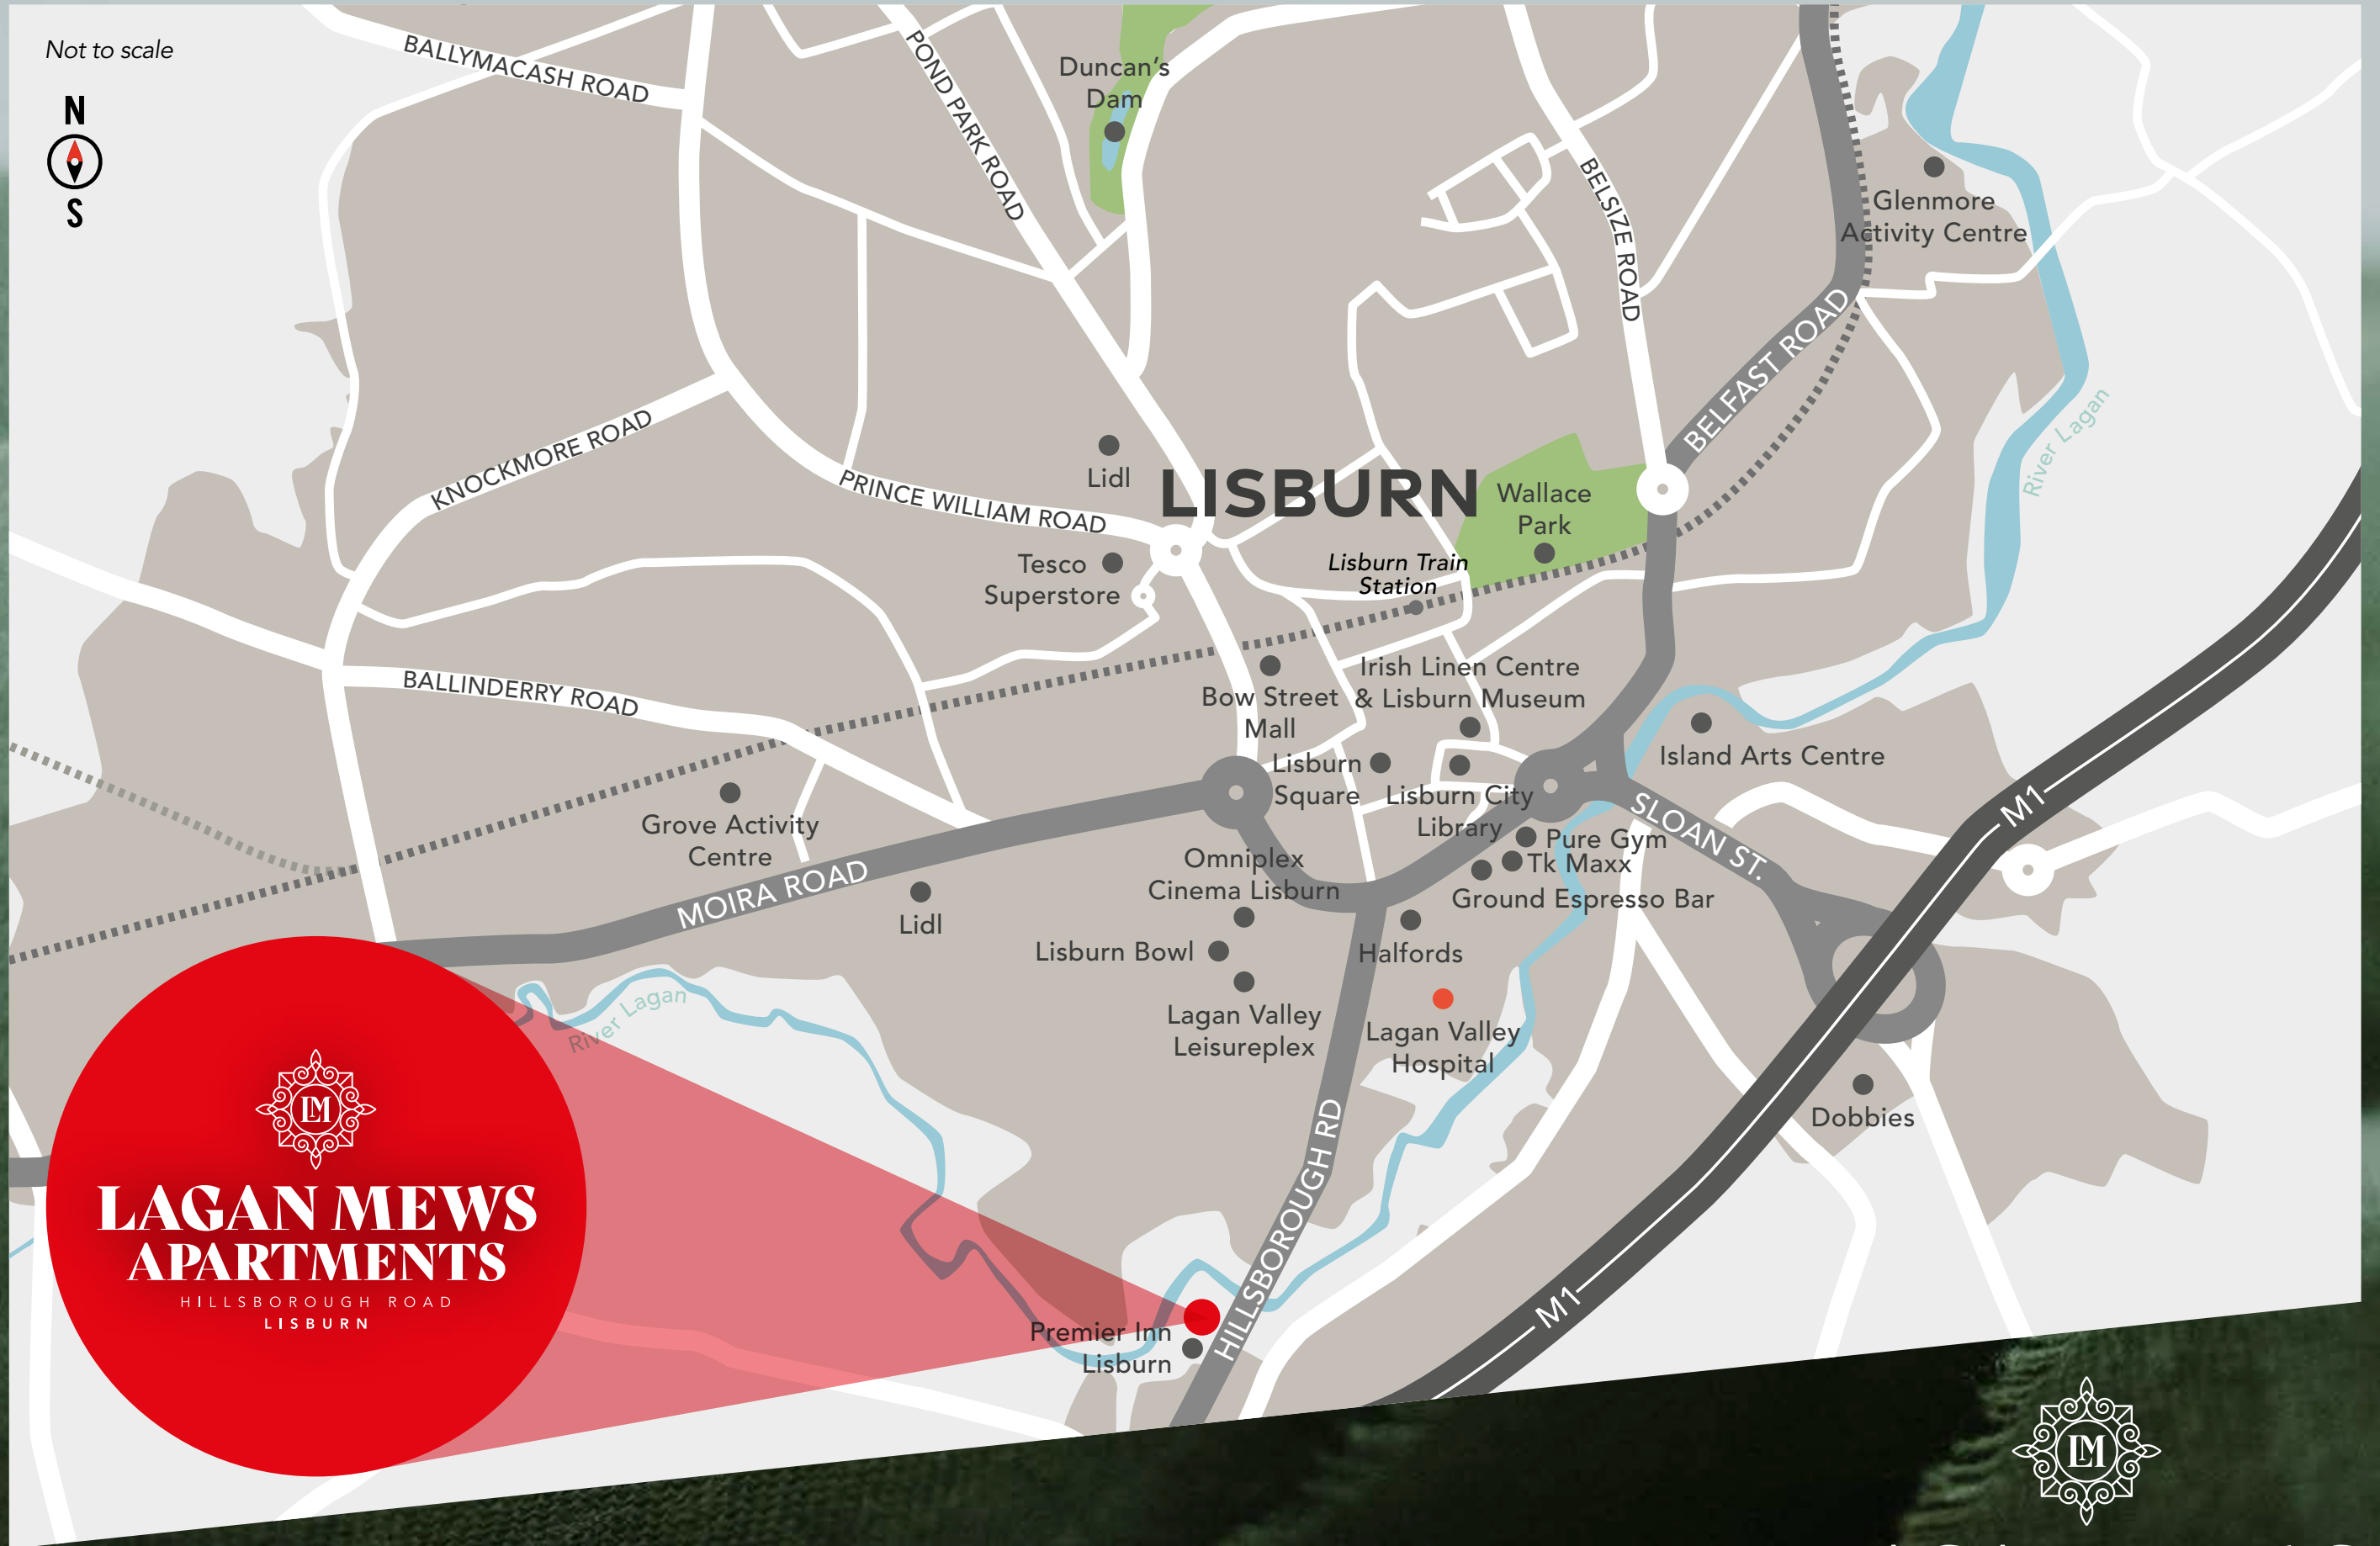 Not to scale
N
S
BALLYMACASH ROAD
POND PARK ROAD
Duncan's
Dam
BELSIZE ROAD
Glenmore
Activity Centre
BELFAST ROAD
River Lagan
KNOCKMORE ROAD
PRINCE WILLIAM ROAD
Lidl
LISBURN
Wallace
Park
Tesco
Superstore
Lisburn Train
Station
BALLINDERRY ROAD
Bow Street
Mall
Irish Linen Centre
& Lisburn Museum
Island Arts Centre
Lisburn
Square
Lisburn City
Library
SLOAN ST.
M1
Grove Activity
Centre
MOIRA ROAD
Lidl
Omniplex
Cinema Lisburn
Pure Gym
Tk Maxx
Ground Espresso Bar
Lisburn Bowl
Halfords
Lagan Valley
Leisureplex
Lagan Valley
Hospital
River Lagan
Dobbies
HILLSBOROUGH RD
M1
Premier Inn
Lisburn
LM
LAGAN MEWS
APARTMENTS
HILLSBOROUGH ROAD
LISBURN
LM